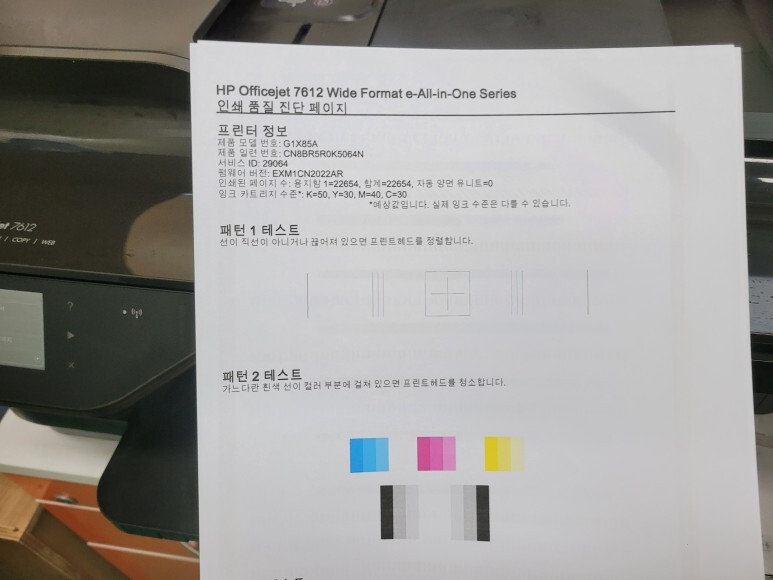 HP Officejet 7612 Wide Format e-All-in-One Series
인쇄 품질 진단 페이지
프린터 정보
제품 모델 번호: G1X85A
제품 일련 번호: CN8BR5R0K5064N
서비스 ID: 29064
펌웨어 버전: EXM1CN2022AR
인쇄된 페이지 수: 용지함 1=22654, 합계=22654, 자동 양면 유니트=0
잉크 카트리지 수준*: K=50, Y=30, M=40, C=30
*예상값입니다. 실제 잉크 수준은 다를 수 있습니다.
패턴 1 테스트
선이 직선이 아니거나 끊어져 있으면 프린트헤드를 정렬합니다.
패턴 2 테스트
가느다란 흰색 선이 컬러 부분에 걸쳐 있으면 프린트헤드를 청소합니다.
7612
| COPY | WEB
?